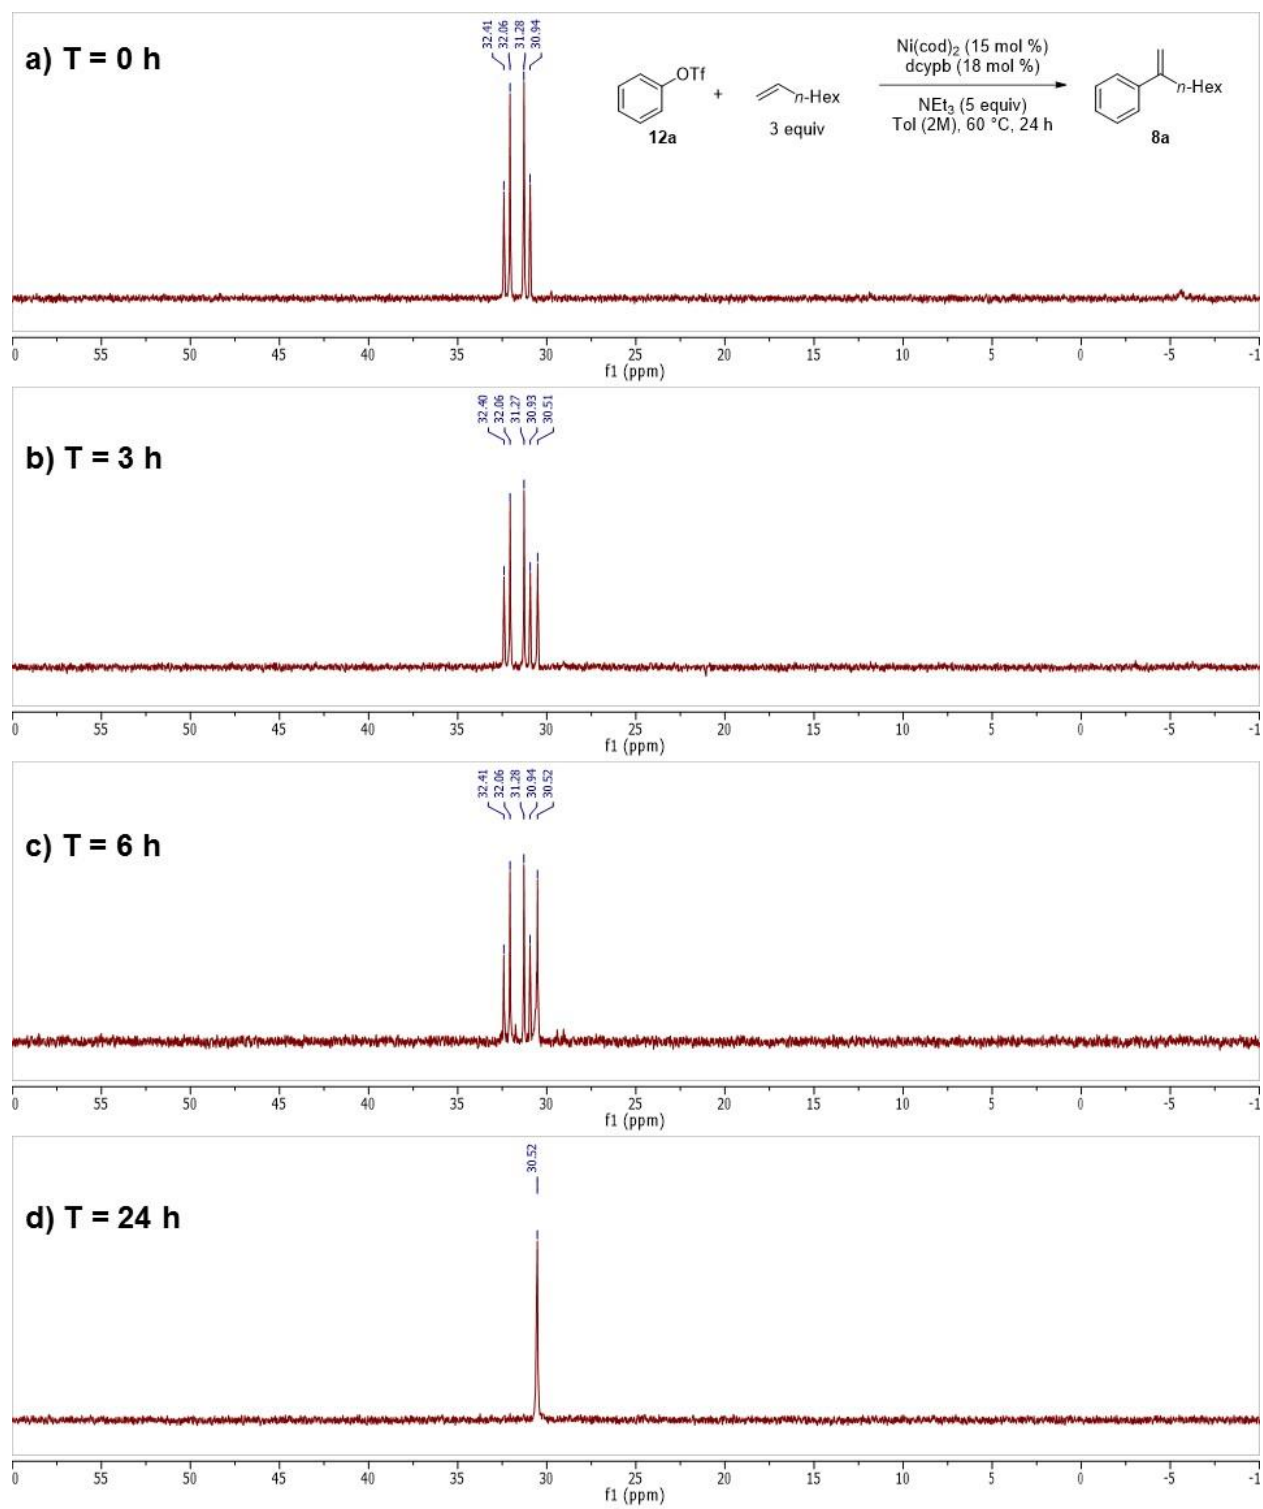 a) T = 0 h
32.41
32.06
31.28
30.94
OTf
+
n-Hex
12a
3 equiv
Ni(cod)2 (15 mol %)
dcypb (18 mol %)
NEt3 (5 equiv)
Tol (2M), 60 °C, 24 h
n-Hex
8a
0 55 50 45 40 35 30 25 20 15 10 5 0 -5 -1
f1 (ppm)
b) T = 3 h
32.40
32.06
31.27
30.93
30.51
0 55 50 45 40 35 30 25 20 15 10 5 0 -5 -1
f1 (ppm)
c) T = 6 h
32.41
32.06
31.28
30.94
30.52
0 55 50 45 40 35 30 25 20 15 10 5 0 -5 -1
f1 (ppm)
d) T = 24 h
30.52
0 55 50 45 40 35 30 25 20 15 10 5 0 -5 -1
f1 (ppm)